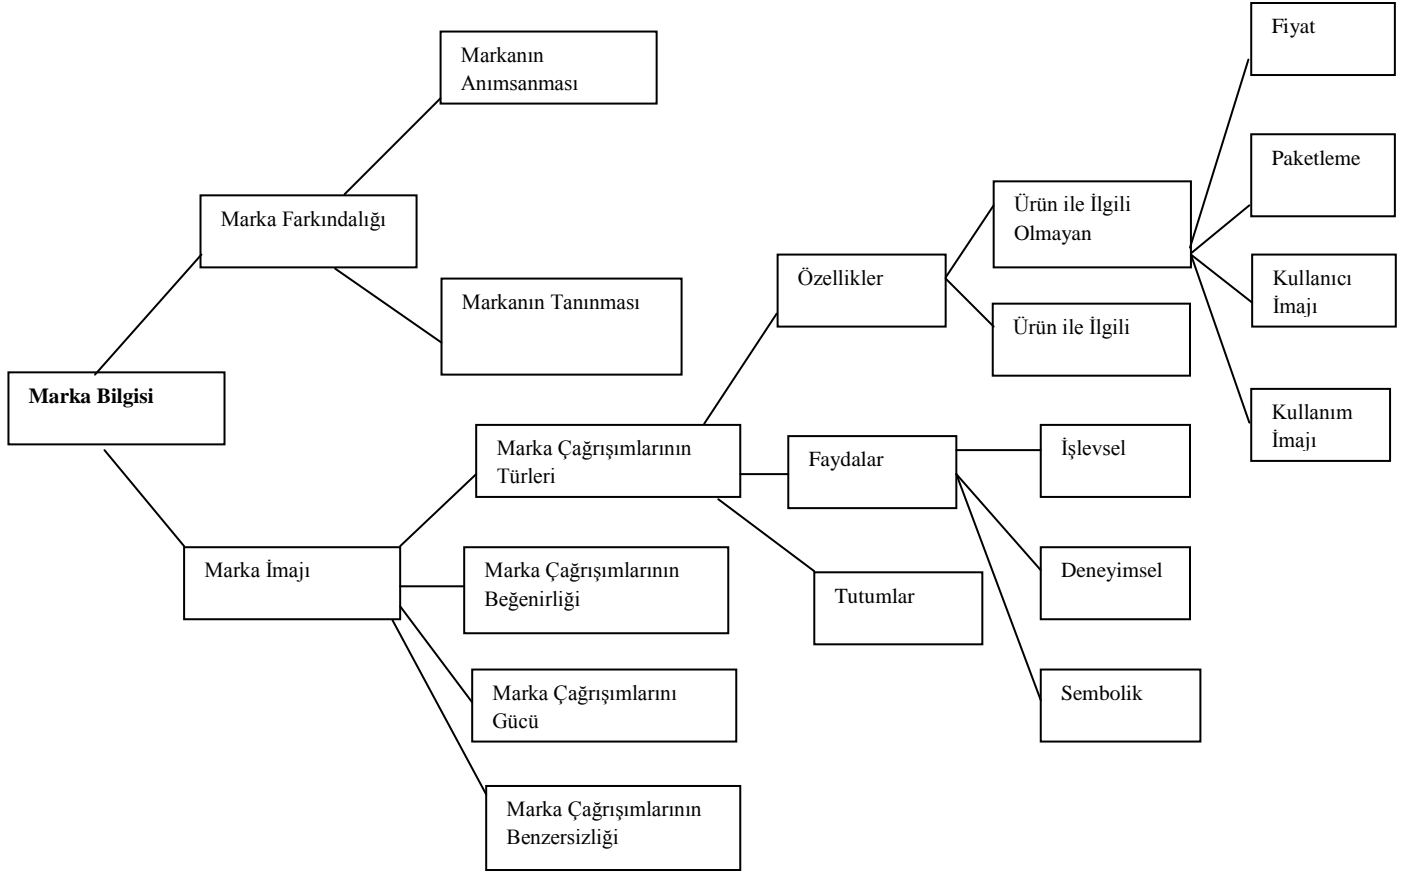 Fiyat
Markanın
Anımsanması
Paketleme
Ürün ile İlgili
Olmayan
Marka Farkındalığı
Özellikler
Kullanıcı
İmajı
Markanın Tanınması
Ürün ile İlgili
Marka Bilgisi
Kullanım
İmajı
Marka Çağrışımlarının
Türleri
Faydalar
İşlevsel
Marka İmajı
Marka Çağrışımlarının
Beğenirliği
Deneyimsel
Tutumlar
Marka Çağrışımlarını
Gücü
Sembolik
Marka Çağrışımlarının
Benzersizliği